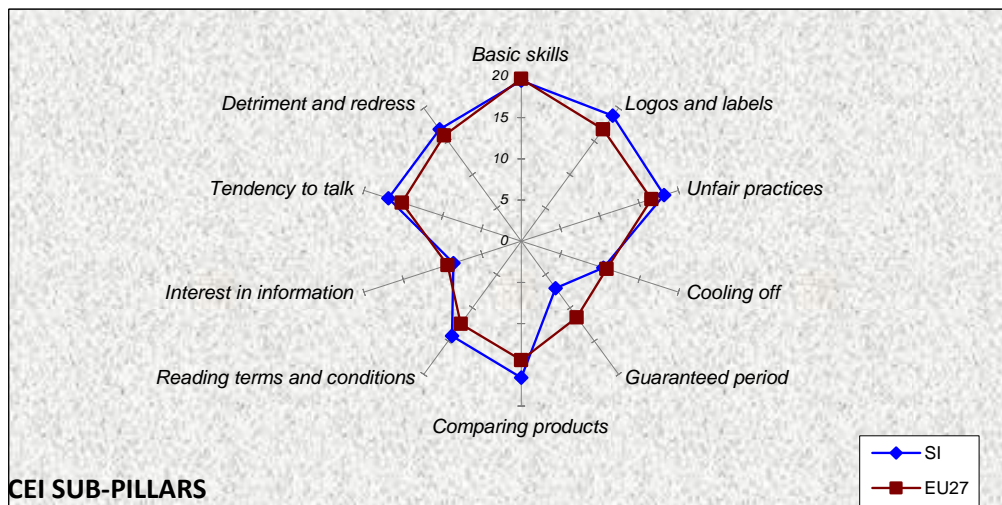 Basic skills
20
Detriment and redress
Logos and labels
15
10
Tendency to talk
Unfair practices
5
0
Interest in information
Cooling off
Reading terms and conditions
Guaranteed period
Comparing products
SI
CEI SUB-PILLARS
EU27